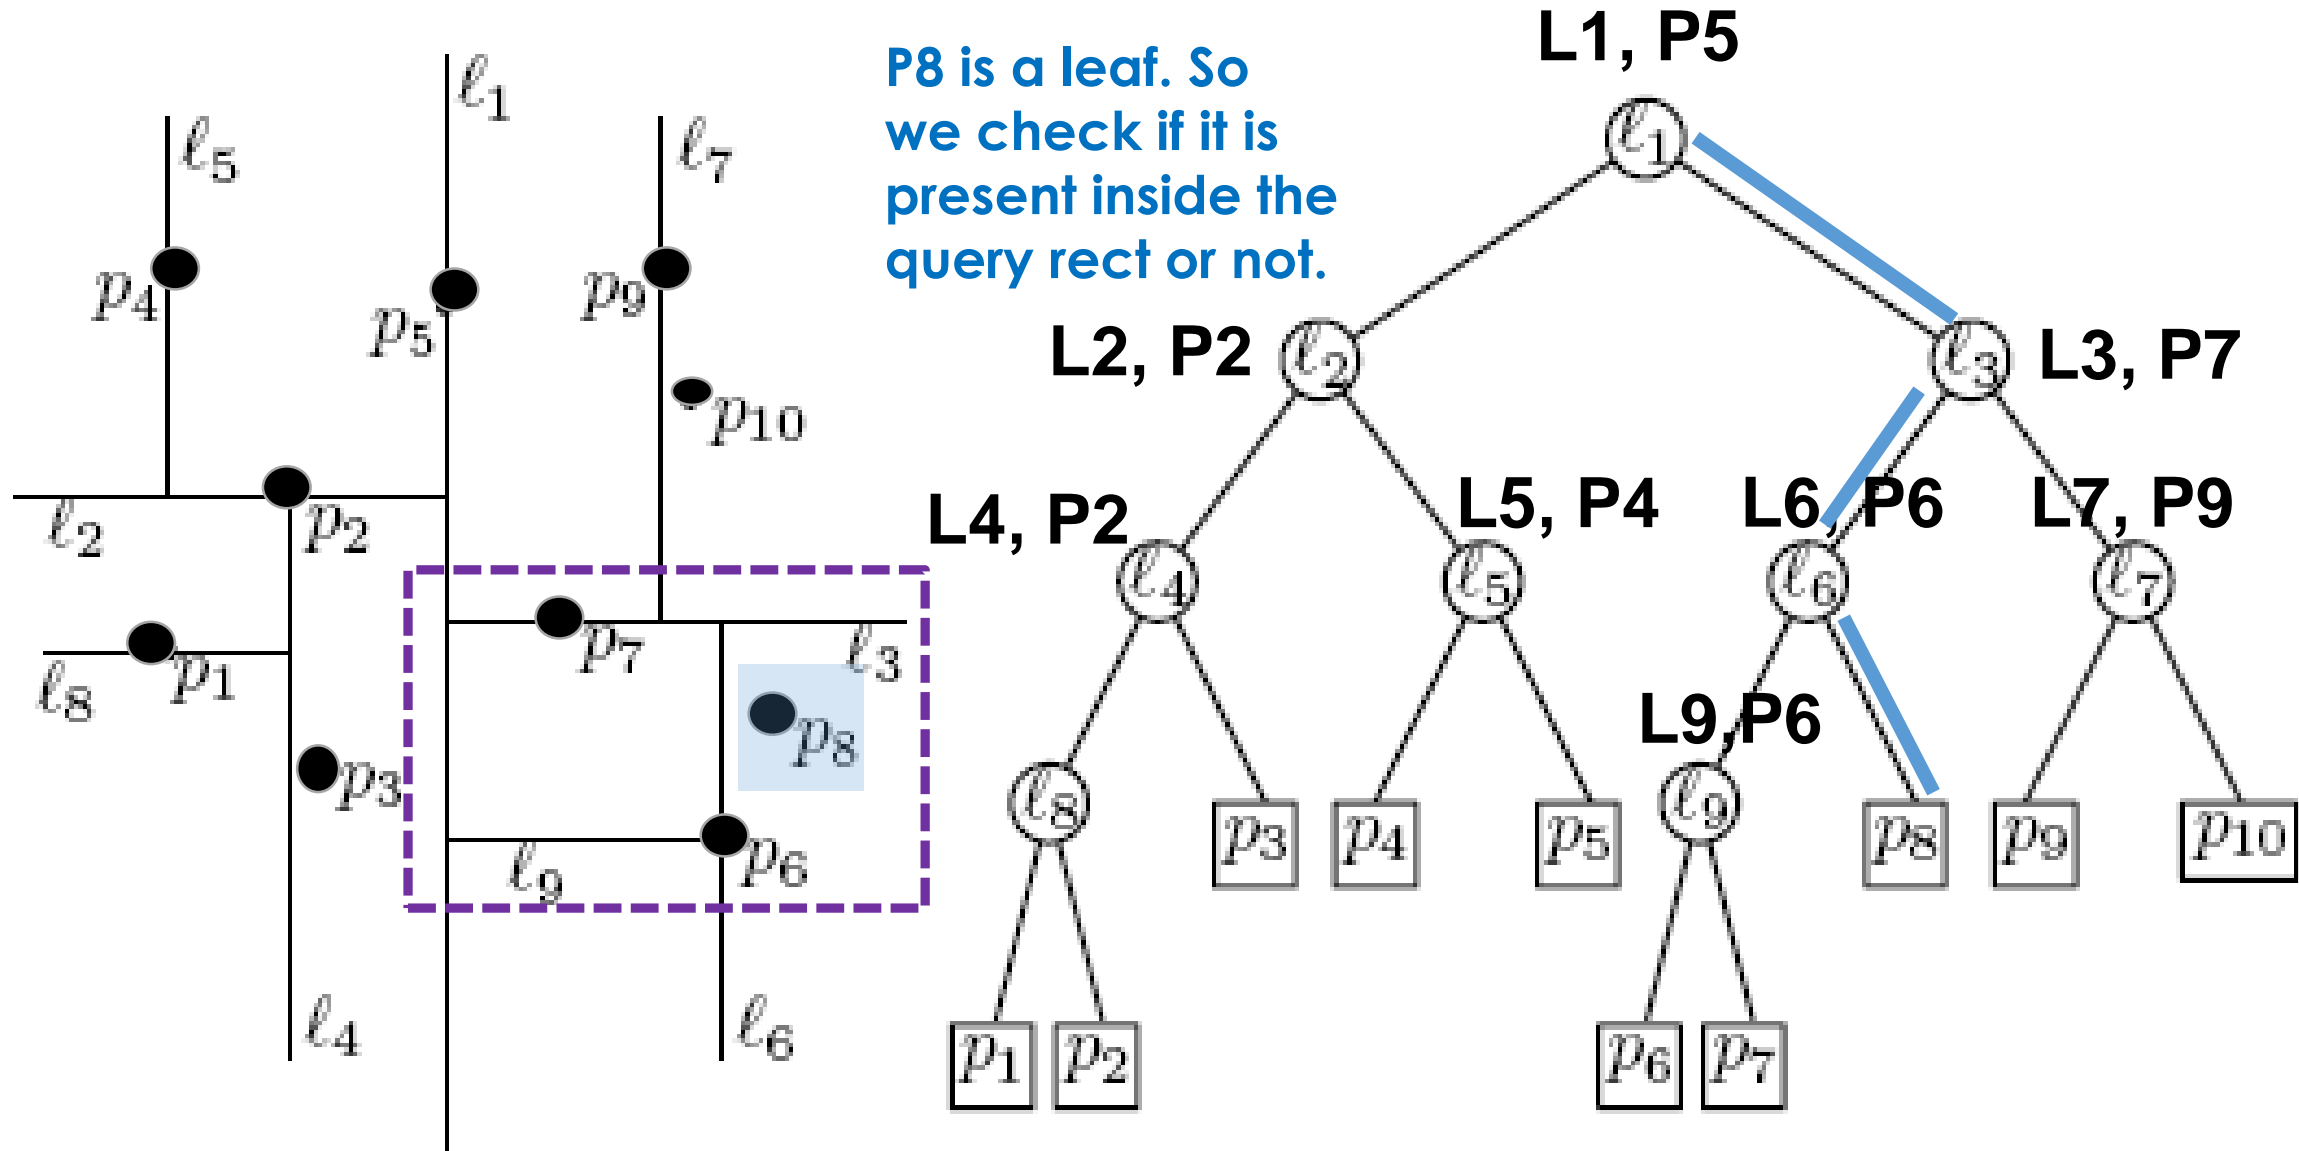 ℓ1
ℓ5
ℓ7
p4
p5
p9
p10
ℓ2
p2
p7
ℓ3
ℓ8
p1
p8
p3
ℓ9
p6
ℓ4
ℓ6
P8 is a leaf. So
we check if it is
present inside the
query rect or not.
L1, P5
ℓ1
L2, P2
ℓ2
ℓ3
L3, P7
L4, P2
L5, P4
L6, P6
L7, P9
ℓ4
ℓ5
ℓ6
ℓ7
L9,P6
ℓ8
p3
p4
p5
ℓ9
p8
p9
p10
p1
p2
p6
p7